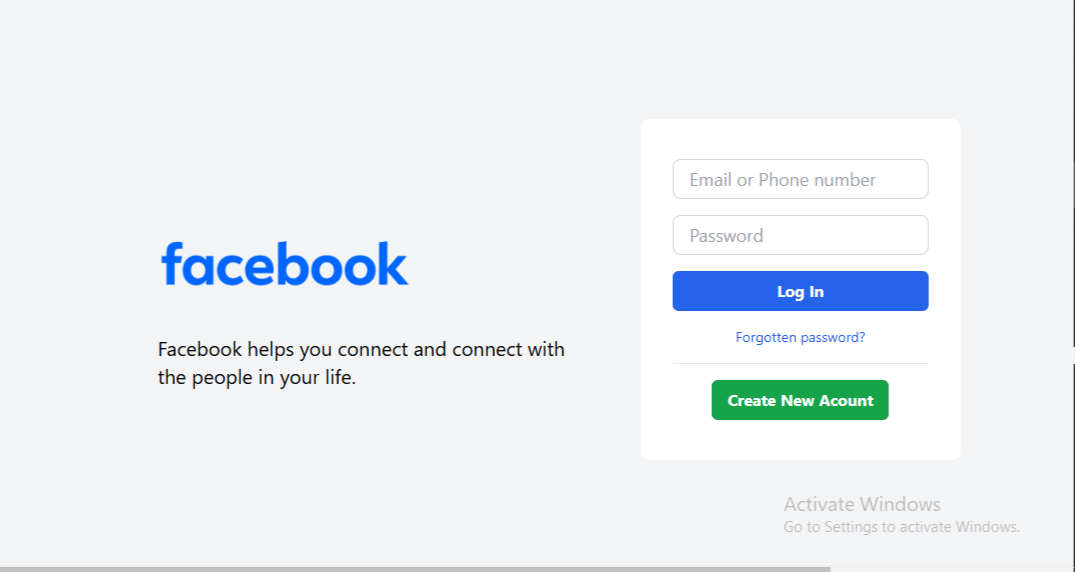 facebook
Facebook helps you connect and connect with
the people in your life.
Email or Phone number
Password
Log In
Forgotten password?
Create New Acount
Activate Windows
Go to Settings to activate Windows.